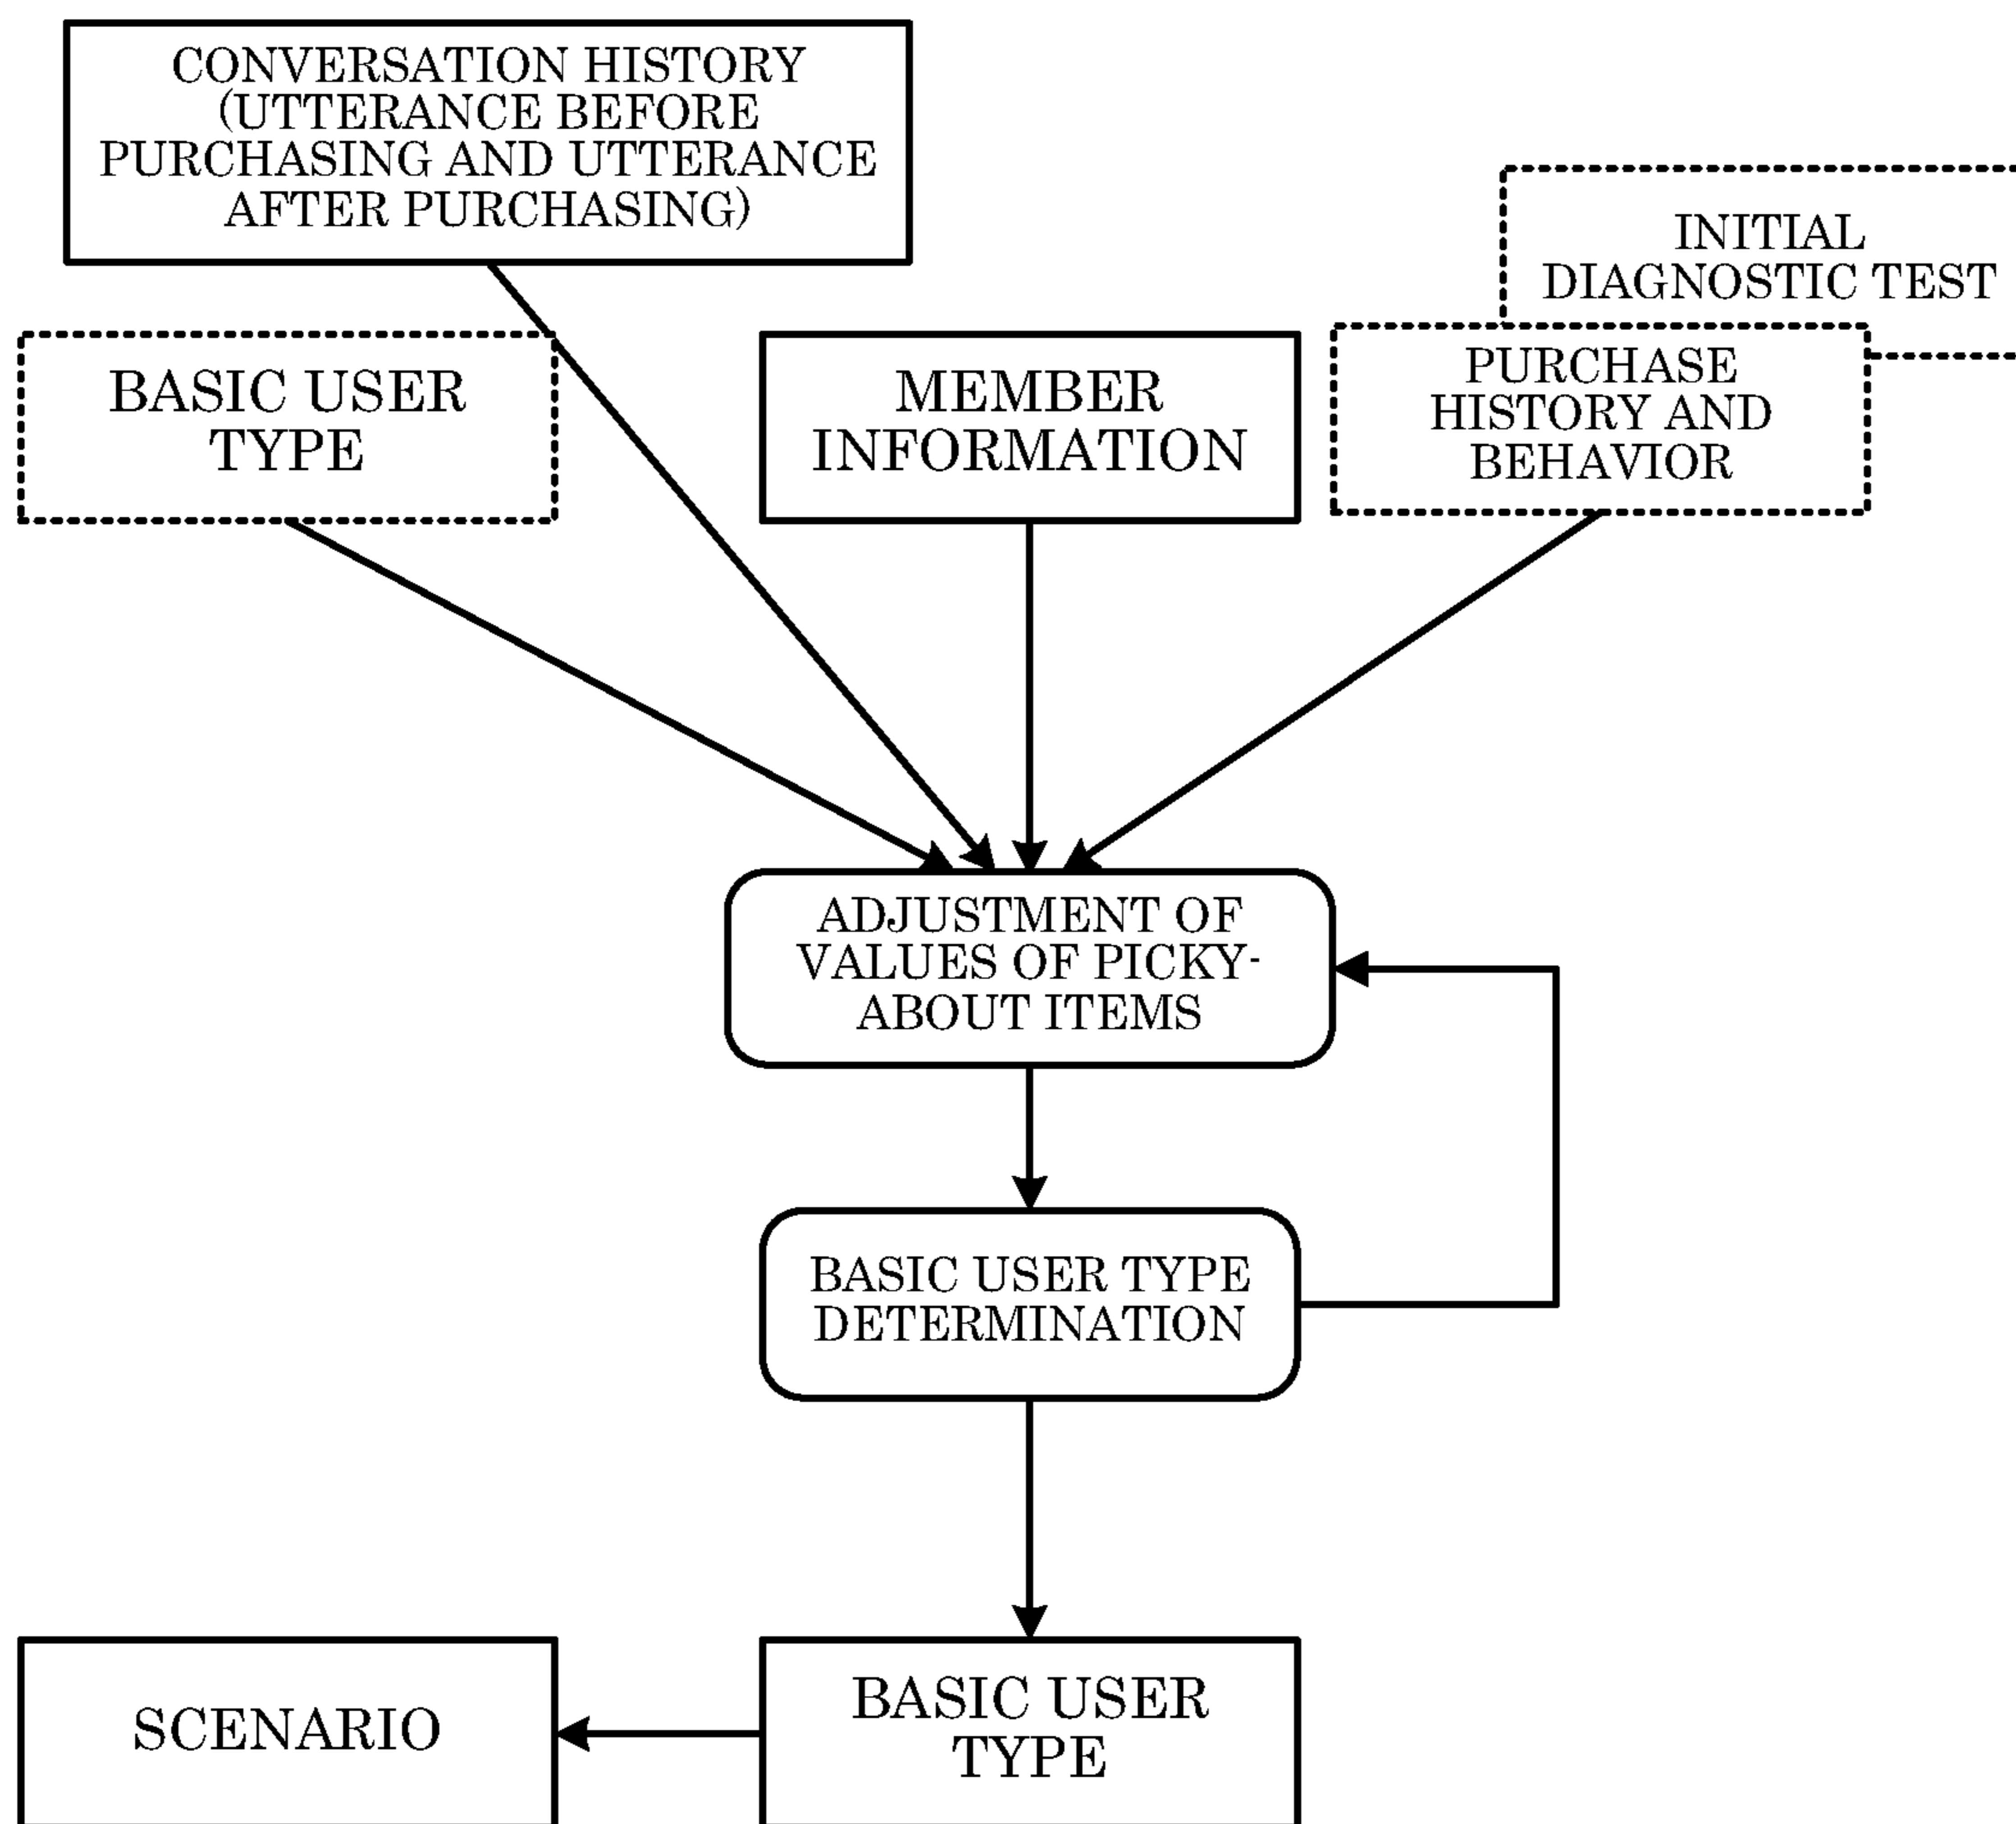 CONVERSATION HISTORY
(UTTERANCE BEFORE
PURCHASING AND UTTERANCE
AFTER PURCHASING)
INITIAL
DIAGNOSTIC TEST
BASIC USER
TYPE
MEMBER
INFORMATION
PURCHASE
HISTORY AND
BEHAVIOR
ADJUSTMENT OF
VALUES OF PICKY-
ABOUT ITEMS
BASIC USER TYPE
DETERMINATION
SCENARIO
BASIC USER
TYPE